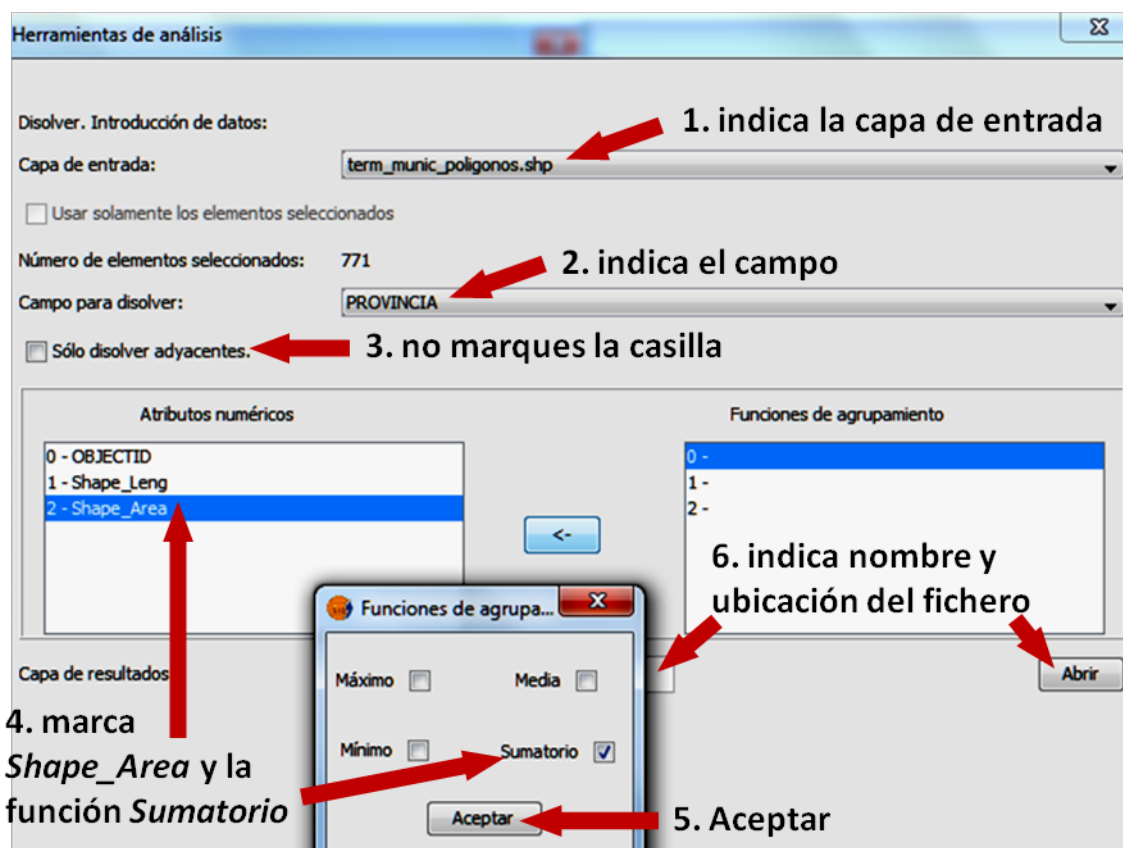 Herramientas de análisis
Disolver. Introducción de datos:
1. indica la capa de entrada
Capa de entrada:
term_munic_poligonos.shp
Usar solamente los elementos seleccionados
Número de elementos seleccionados:
771
2. indica el campo
Campo para disolver:
PROVINCIA
Sólo disolver adyacentes.
3. no marques la casilla
Atributos numéricos
Funciones de agrupamiento
0 - OBJECTID
1 - Shape_Leng
2 - Shape_Area
<-
0 -
1 -
2 -
6. indica nombre y
ubicación del fichero
Funciones de agrupa...
Capa de resultados
Abrir
Máximo
Media
Mínimo
Sumatorio
4. marca
Shape_Area y la
función Sumatorio
Aceptar
5. Aceptar